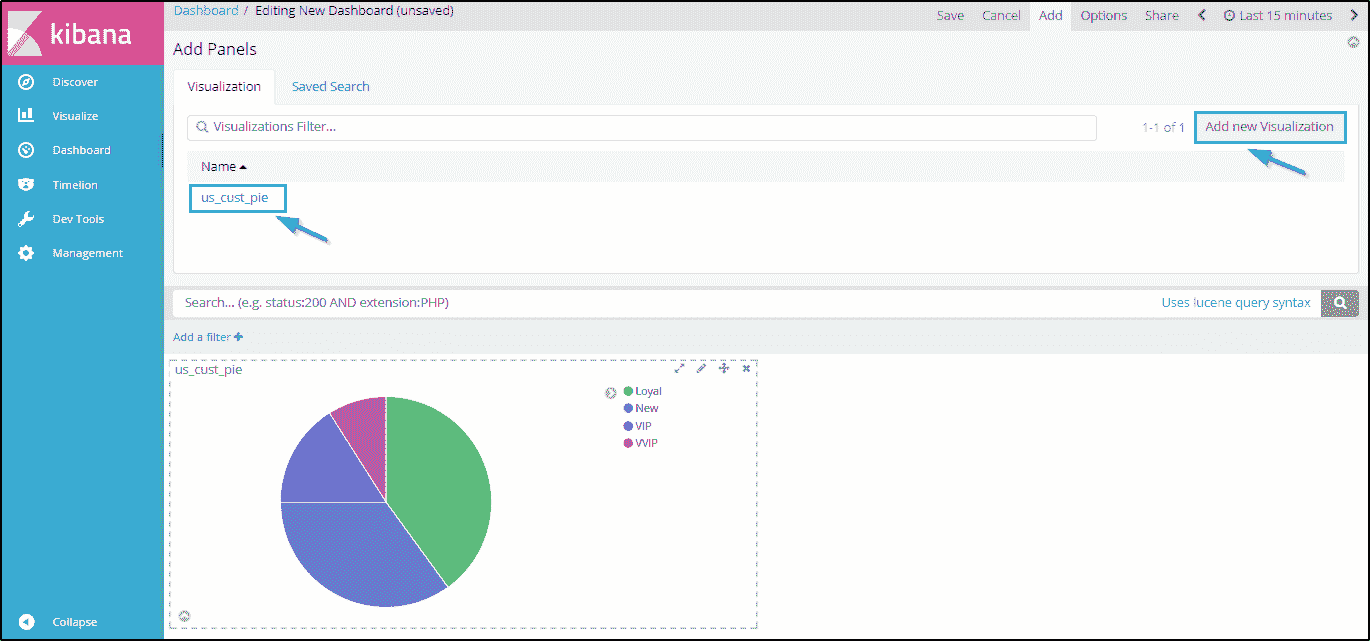 kibana
Discover
Visualize
Dashboard
Timelion
Dev Tools
Management
Collapse
Dashboard / Editing New Dashboard (unsaved)
Save Cancel Add Options Share Last 15 minutes
Add Panels
Visualization Saved Search
Visualizations Filter... 1-1 of 1 Add new Visualization
Name
us_cust_pie
Search... (e.g. status:200 AND extension:PHP) Uses lucene query syntax
Add a filter
us_cust_pie
Loyal
New
VIP
VVIP